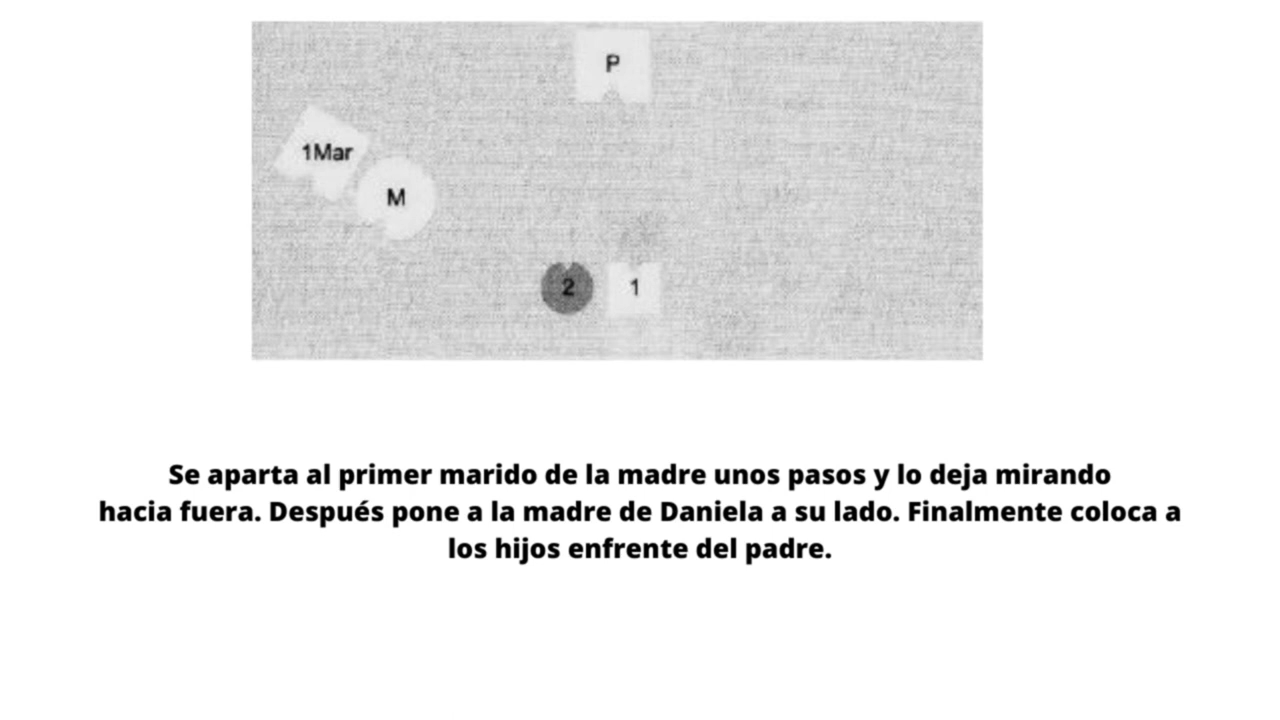 P
1Mar
M
2
1
Se aparta al primer marido de la madre unos pasos y lo deja mirando
hacia fuera. Después pone a la madre de Daniela a su lado. Finalmente coloca a
los hijos enfrente del padre.